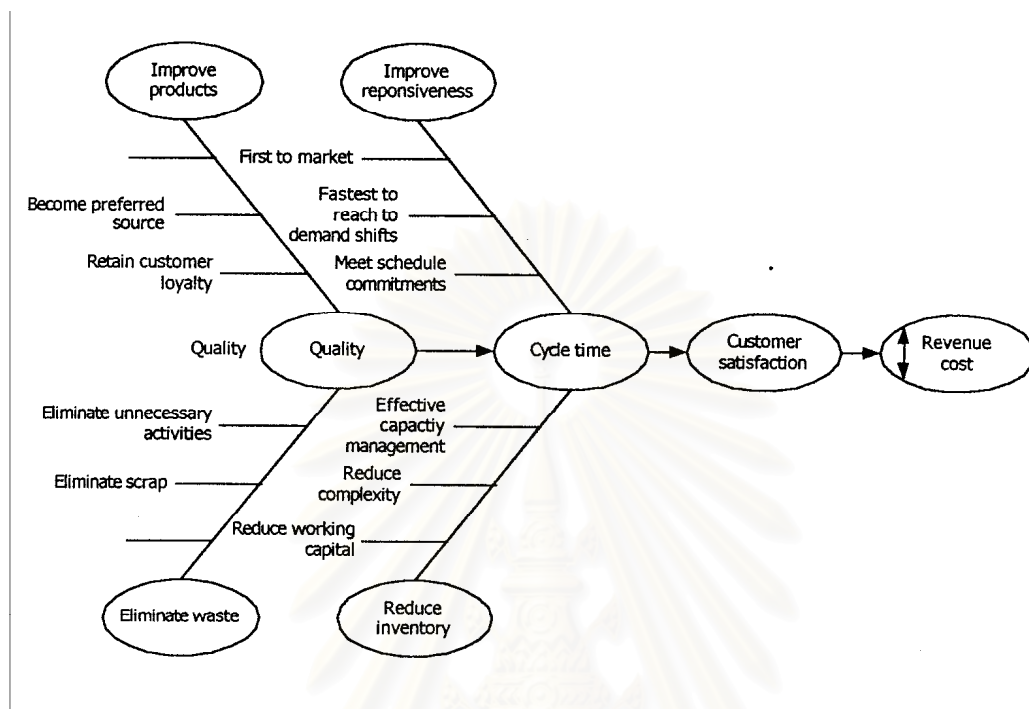 Improve
products
Improve
reponsiveness
First to market
Become preferred
source
Fastest to
reach to
demand shifts
Retain customer
loyalty
Meet schedule
commitments
Quality
Quality
Cycle time
Customer
satisfaction
Revenue
cost
Eliminate unnecessary
activities
Effective
capactiy
management
Eliminate scrap
Reduce
complexity
Reduce working
capital
Eliminate waste
Reduce
inventory